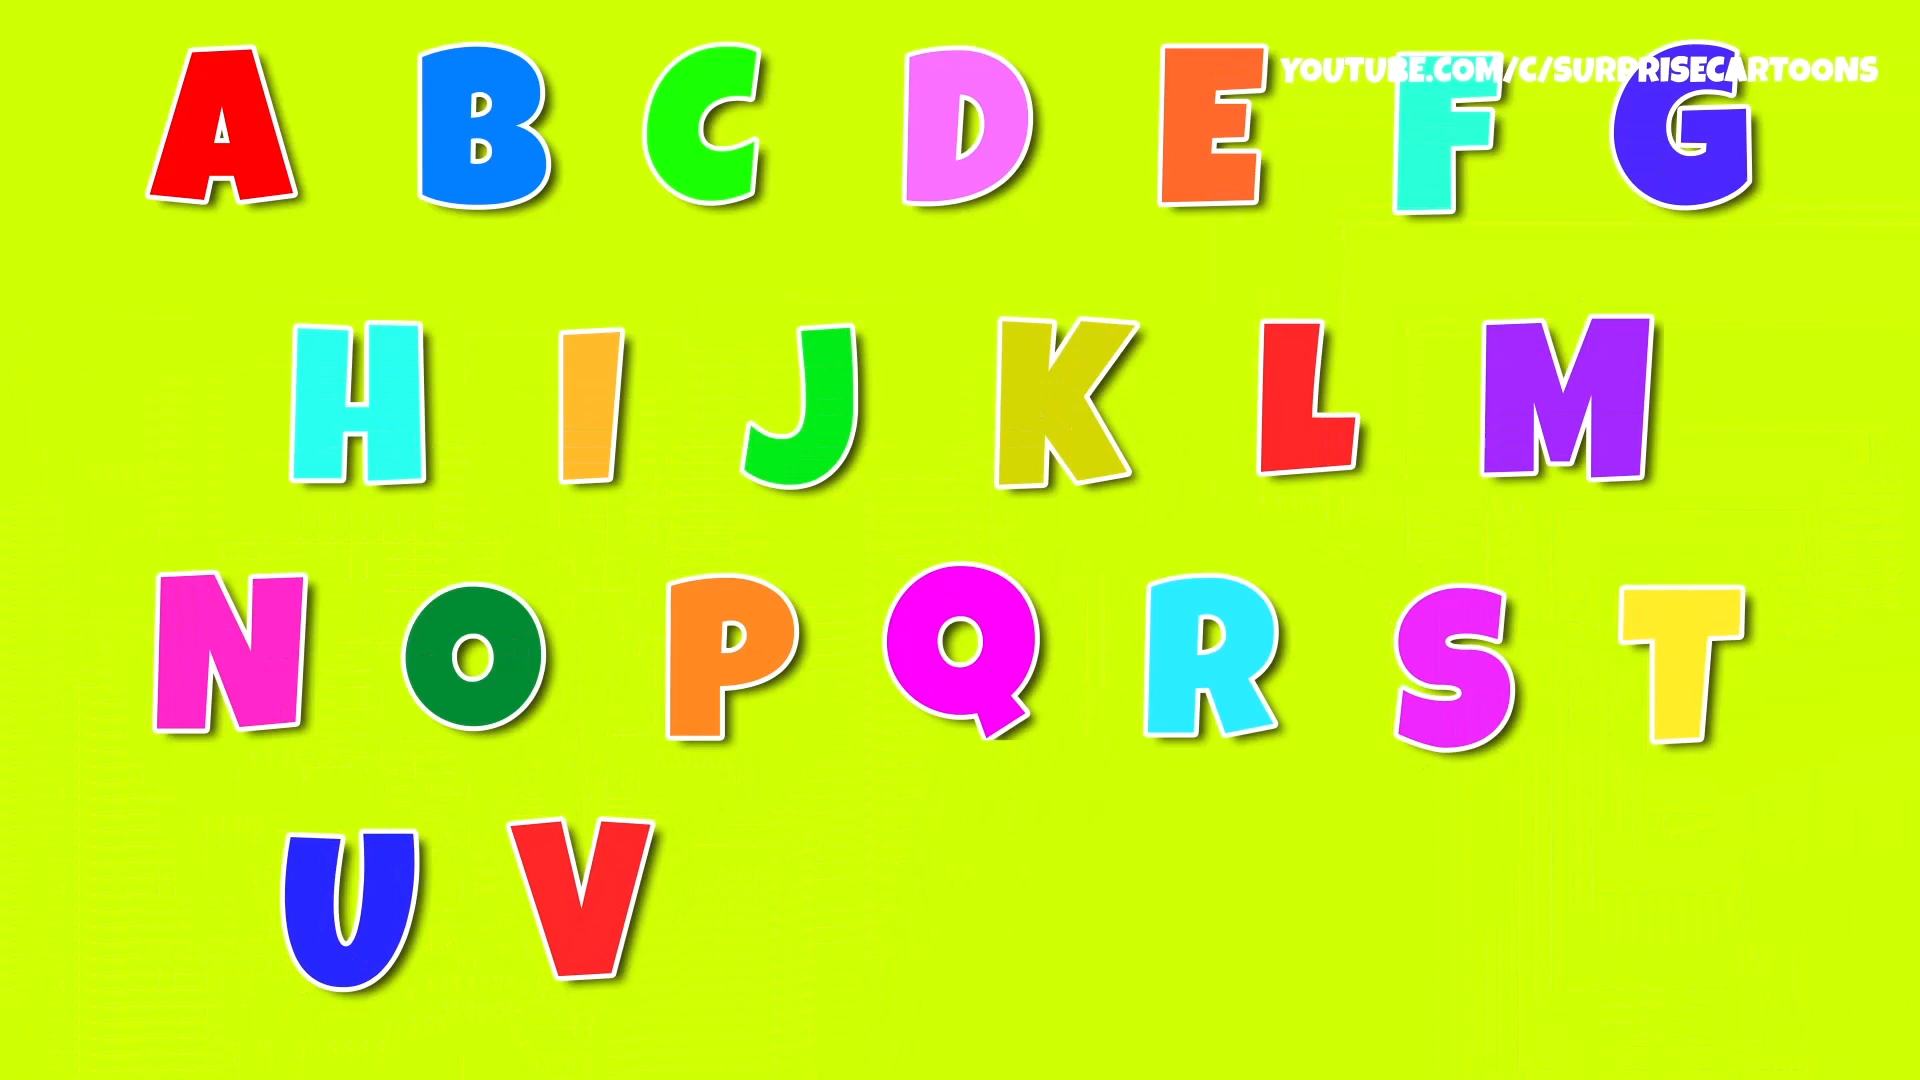 A B C D E F G
YOUTUBE.COM/C/SURPRISECARTOONS
H I J K L M
N O P Q R S T
U V